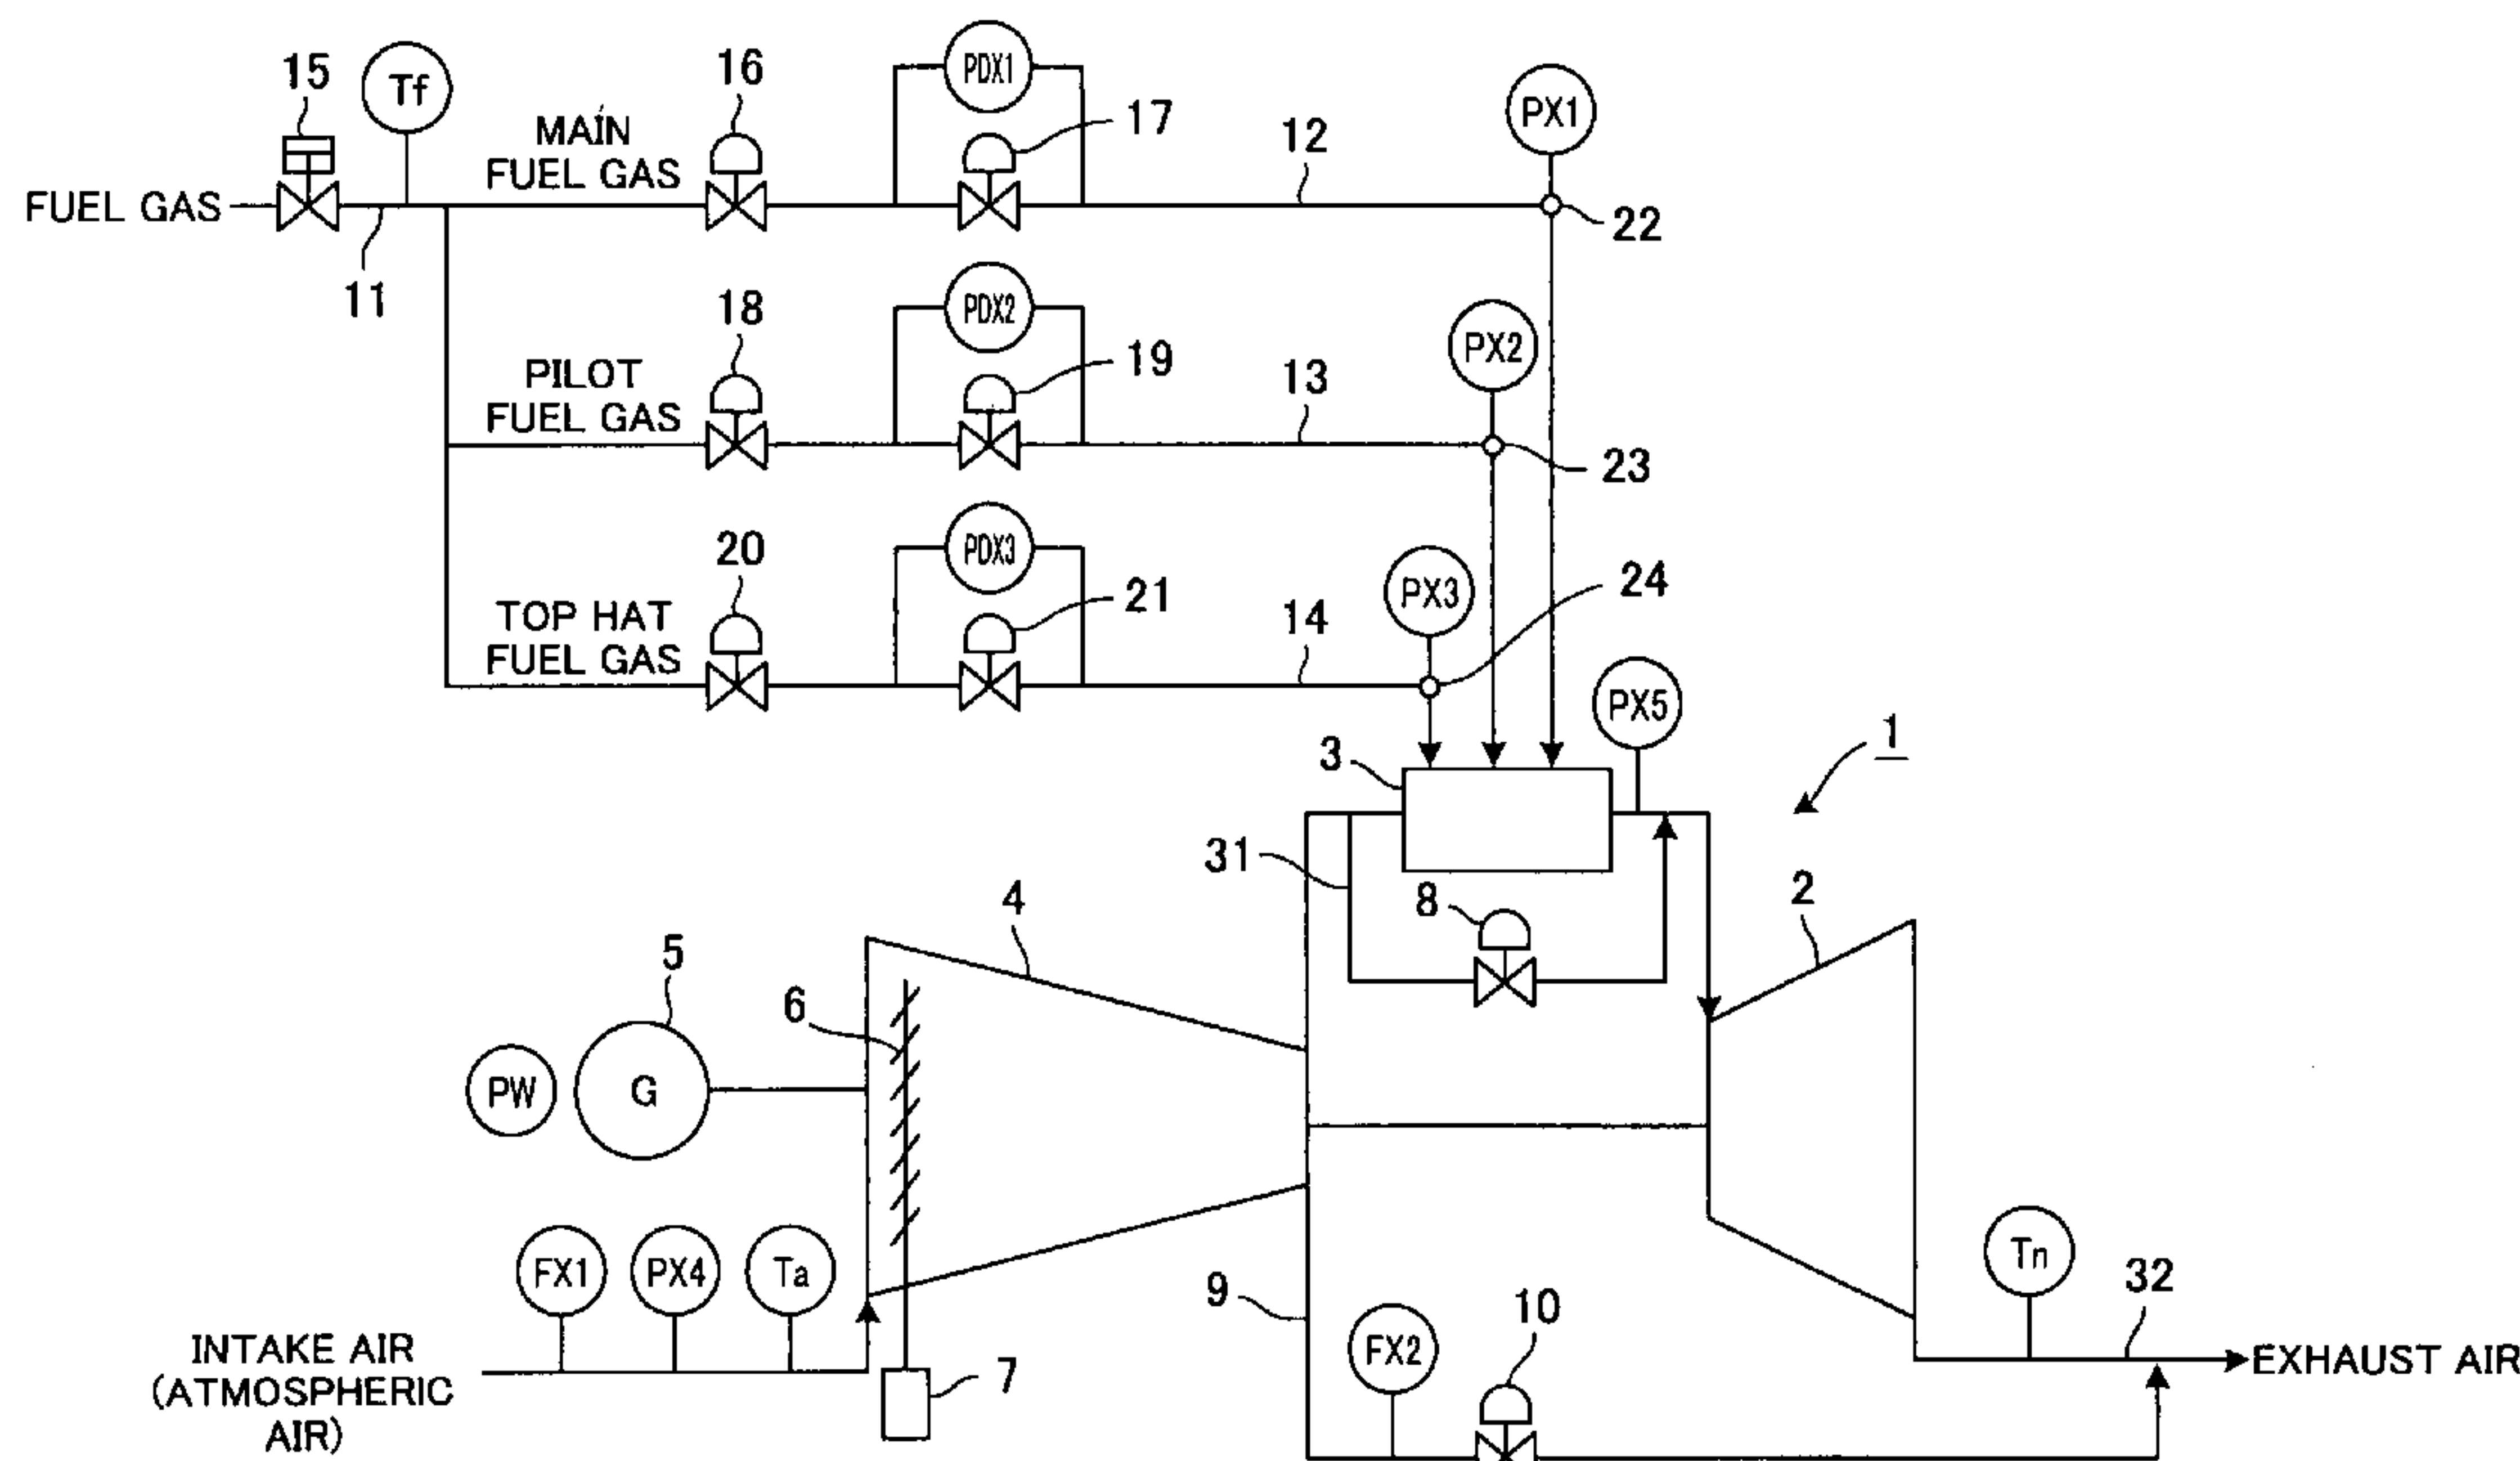 15
Tf
16
PDX1
17
12
PX1
MAIN
FUEL GAS
FUEL GAS
22
11
18
PDX2
19
13
PX2
PILOT
FUEL GAS
23
20
PDX3
21
14
PX3
24
TOP HAT
FUEL GAS
PX5
1
3
31
8
2
4
5
6
PW
G
FX1
PX4
Ta
9
FX2
10
Tn
32
INTAKE AIR
(ATMOSPHERIC
AIR)
7
EXHAUST AIR